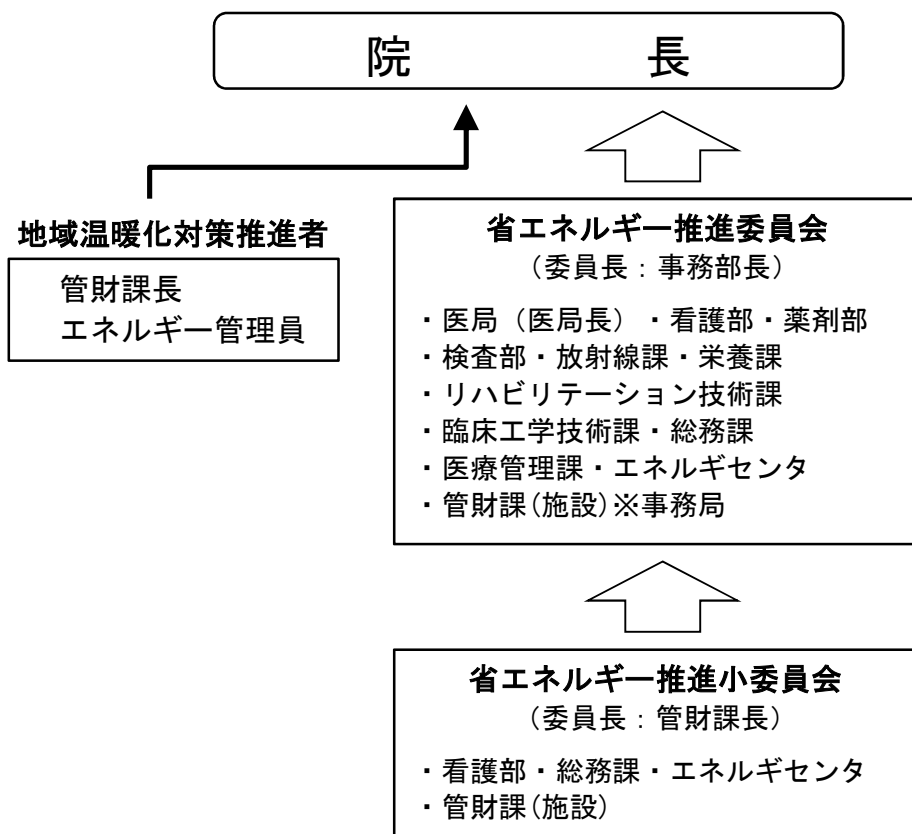 院　長
地域温暖化対策推進者
管財課長
エネルギー管理員
省エネルギー推進委員会
（委員長：事務部長）
・医局（医局長）・看護部・薬剤部
・検査部・放射線課・栄養課
・リハビリテーション技術課
・臨床工学技術課・総務課
・医療管理課・エネルギセンタ
・管財課(施設)※事務局
省エネルギー推進小委員会
（委員長：管財課長）
・看護部・総務課・エネルギセンタ
・管財課(施設)